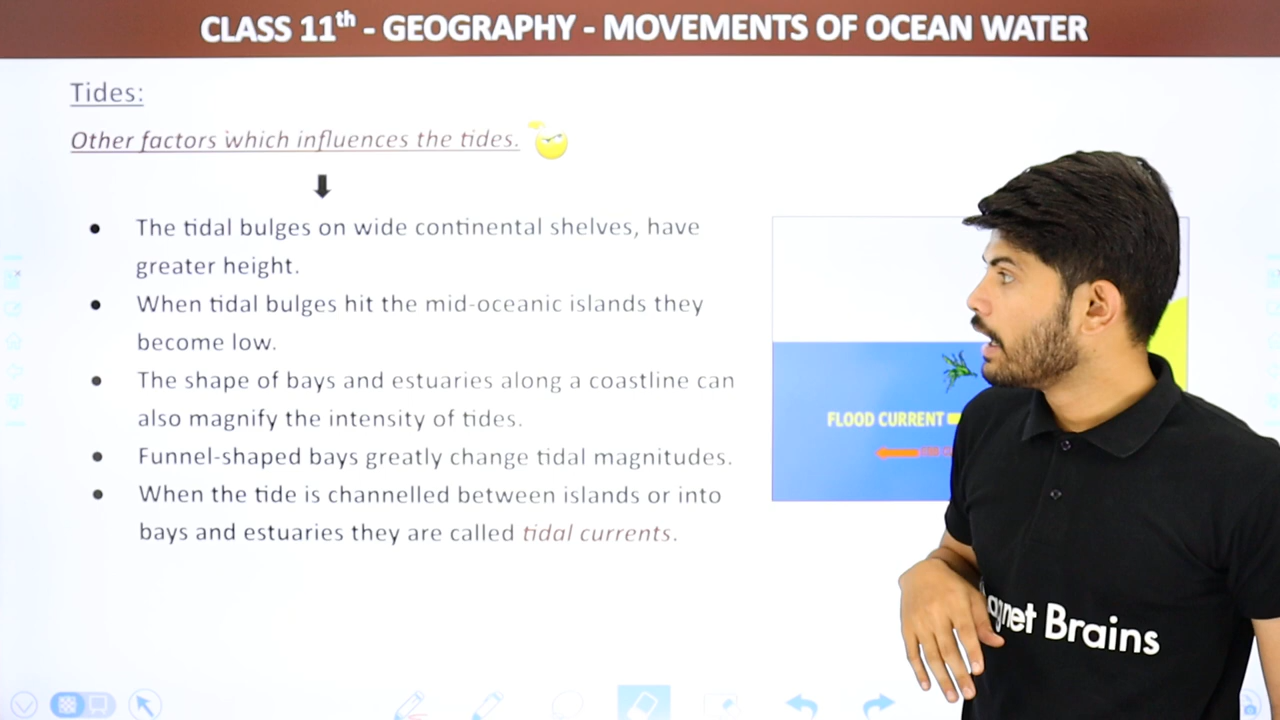 CLASS 11th - GEOGRAPHY - MOVEMENTS OF OCEAN WATER
Tides:
Other factors which influences the tides.
The tidal bulges on wide continental shelves, have
greater height.
When tidal bulges hit the mid-oceanic islands they
become low.
The shape of bays and estuaries along a coastline can
also magnify the intensity of tides.
Funnel-shaped bays greatly change tidal magnitudes.
When the tide is channelled between islands or into
bays and estuaries they are called tidal currents.
FLOOD CURRENT
Brains